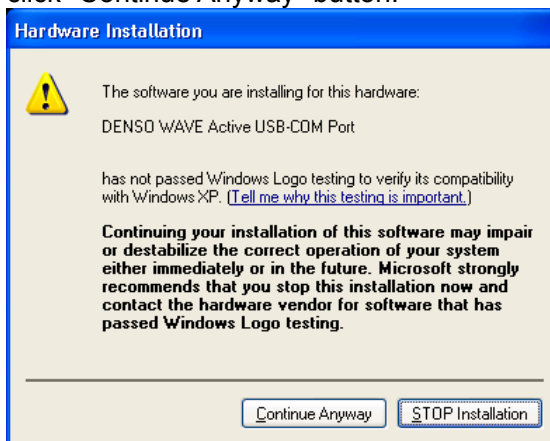 click "Continue Anyway" button.
Hardware Installation
The software you are installing for this hardware:
DENSO WAVE Active USB-COM Port
has not passed Windows Logo testing to verify its compatibility
with Windows XP. (Tell me why this testing is important.)
Continuing your installation of this software may impair
or destabilize the correct operation of your system
either immediately or in the future. Microsoft strongly
recommends that you stop this installation now and
contact the hardware vendor for software that has
passed Windows Logo testing.
Continue Anyway
STOP Installation